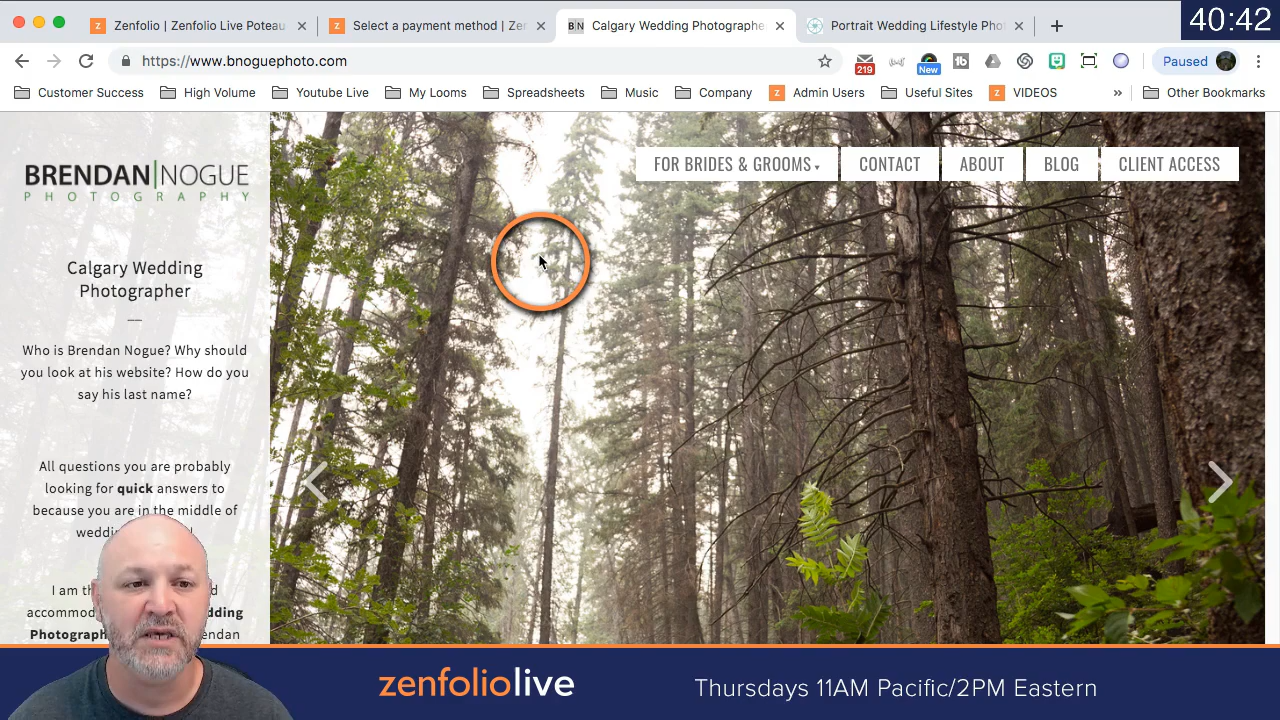 40:42
Zenfolio | Zenfolio Live Poteau
Select a payment method | Zen
B|N Calgary Wedding Photographe
Portrait Wedding Lifestyle Pho
https://www.bnoguephoto.com
219
New
Paused
Customer Success
High Volume
Youtube Live
My Looms
Spreadsheets
Music
Company
Z Admin Users
Useful Sites
Z VIDEOS
»
Other Bookmarks
BRENDAN|NOGUE
PHOTOGRAPHY
FOR BRIDES & GROOMS
CONTACT
ABOUT
BLOG
CLIENT ACCESS
Calgary Wedding
Photographer
—
Who is Brendan Nogue? Why should
you look at his website? How do you
say his last name?
All questions you are probably
looking for quick answers to
because you are in the middle of
I am
zenfoliolive
Thursdays 11AM Pacific/2PM Eastern